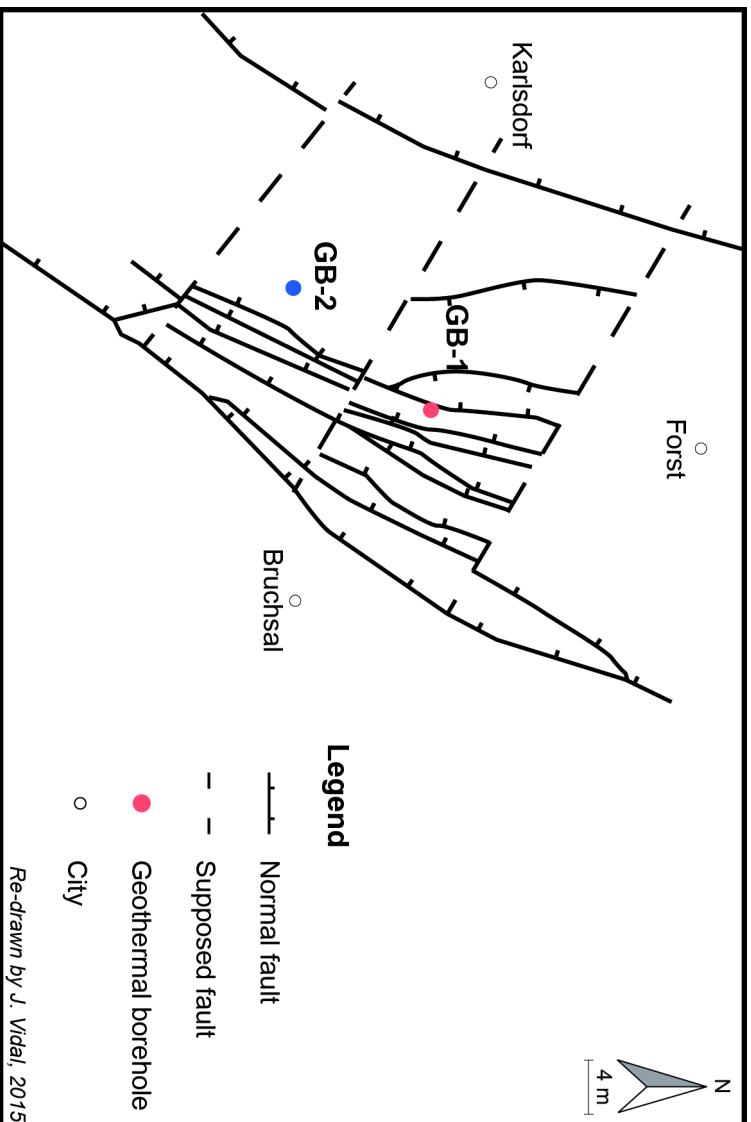 Karlsdorf
Forst
GB-2
GB-1
Bruchsal
N
4 m
Legend
Normal fault
Supposed fault
Geothermal borehole
City
Re-drawn by J. Vidal, 2015